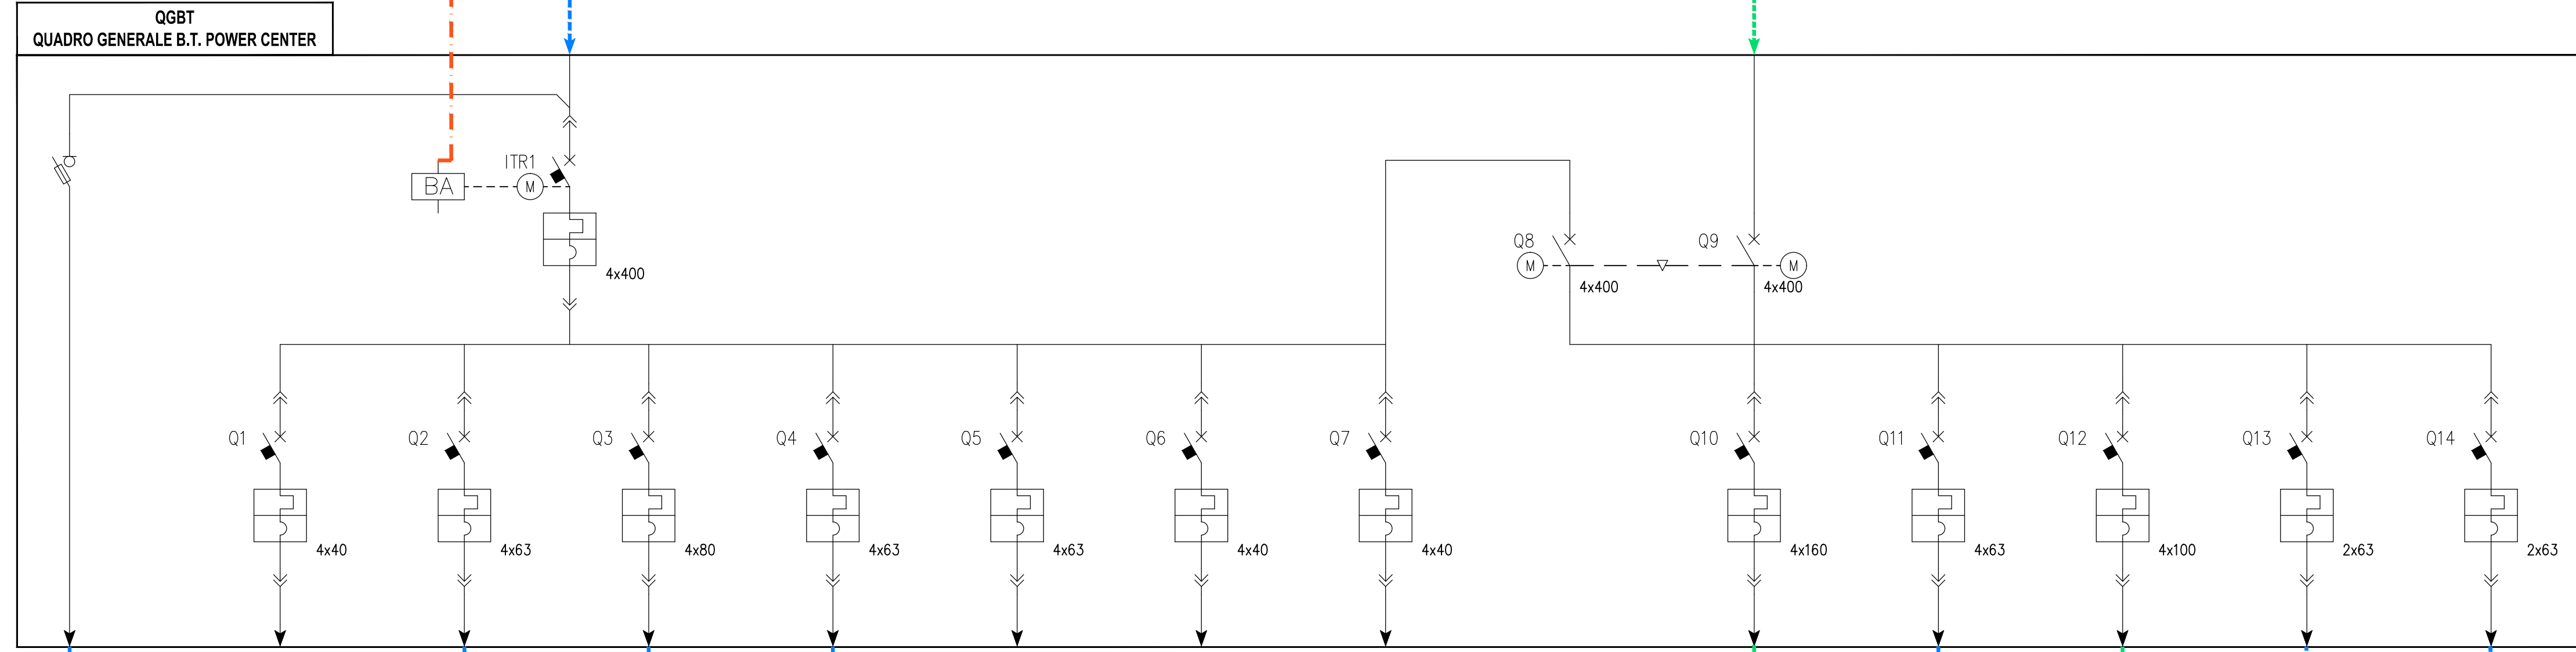 QGBT
QUADRO GENERALE B.T. POWER CENTER
ITR1
BA
M
4x400
Q8
Q9
M
M
4x400
4x400
Q1
Q2
Q3
Q4
Q5
Q6
Q7
Q10
Q11
Q12
Q13
Q14
4x40
4x63
4x80
4x63
4x63
4x40
4x40
4x160
4x63
4x100
2x63
2x63